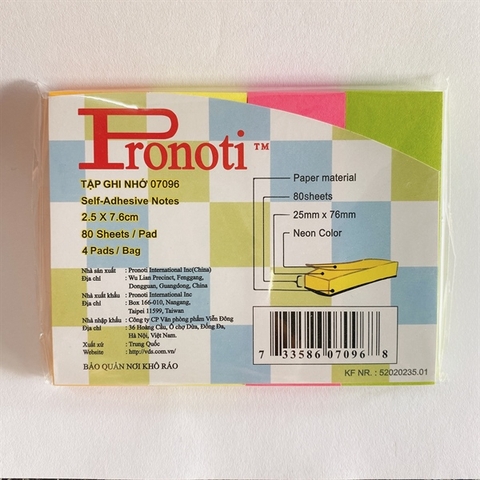 Pronoti™
TẬP GHI NHỚ 07096
Self-Adhesive Notes
2.5 X 7.6cm
80 Sheets / Pad
4 Pads / Bag
Paper material
80sheets
25mm x 76mm
Neon Color
Nhà sản xuất : Pronoti International Inc(China)
Địa chỉ : Wu Lian Precinct, Fenggang,
Dongguan, Guangdong, China
Nhà xuất khẩu : Pronoti International Inc
Địa chỉ : Box 166-010, Nangang,
Taipei 11599, Taiwan
Nhà nhập khẩu : Công ty CP Văn phòng phẩm Viễn Đông
Địa chỉ : 36 Hoàng Cầu, Ô chợ Dừa, Đống Đa,
Hà Nội, Việt Nam.
Xuất xứ : Trung Quốc
Website : http://vds.com.vn/
BẢO QUẢN NƠI KHÔ RÁO
7 33586 07096 8
KF NR. : 52020235.01